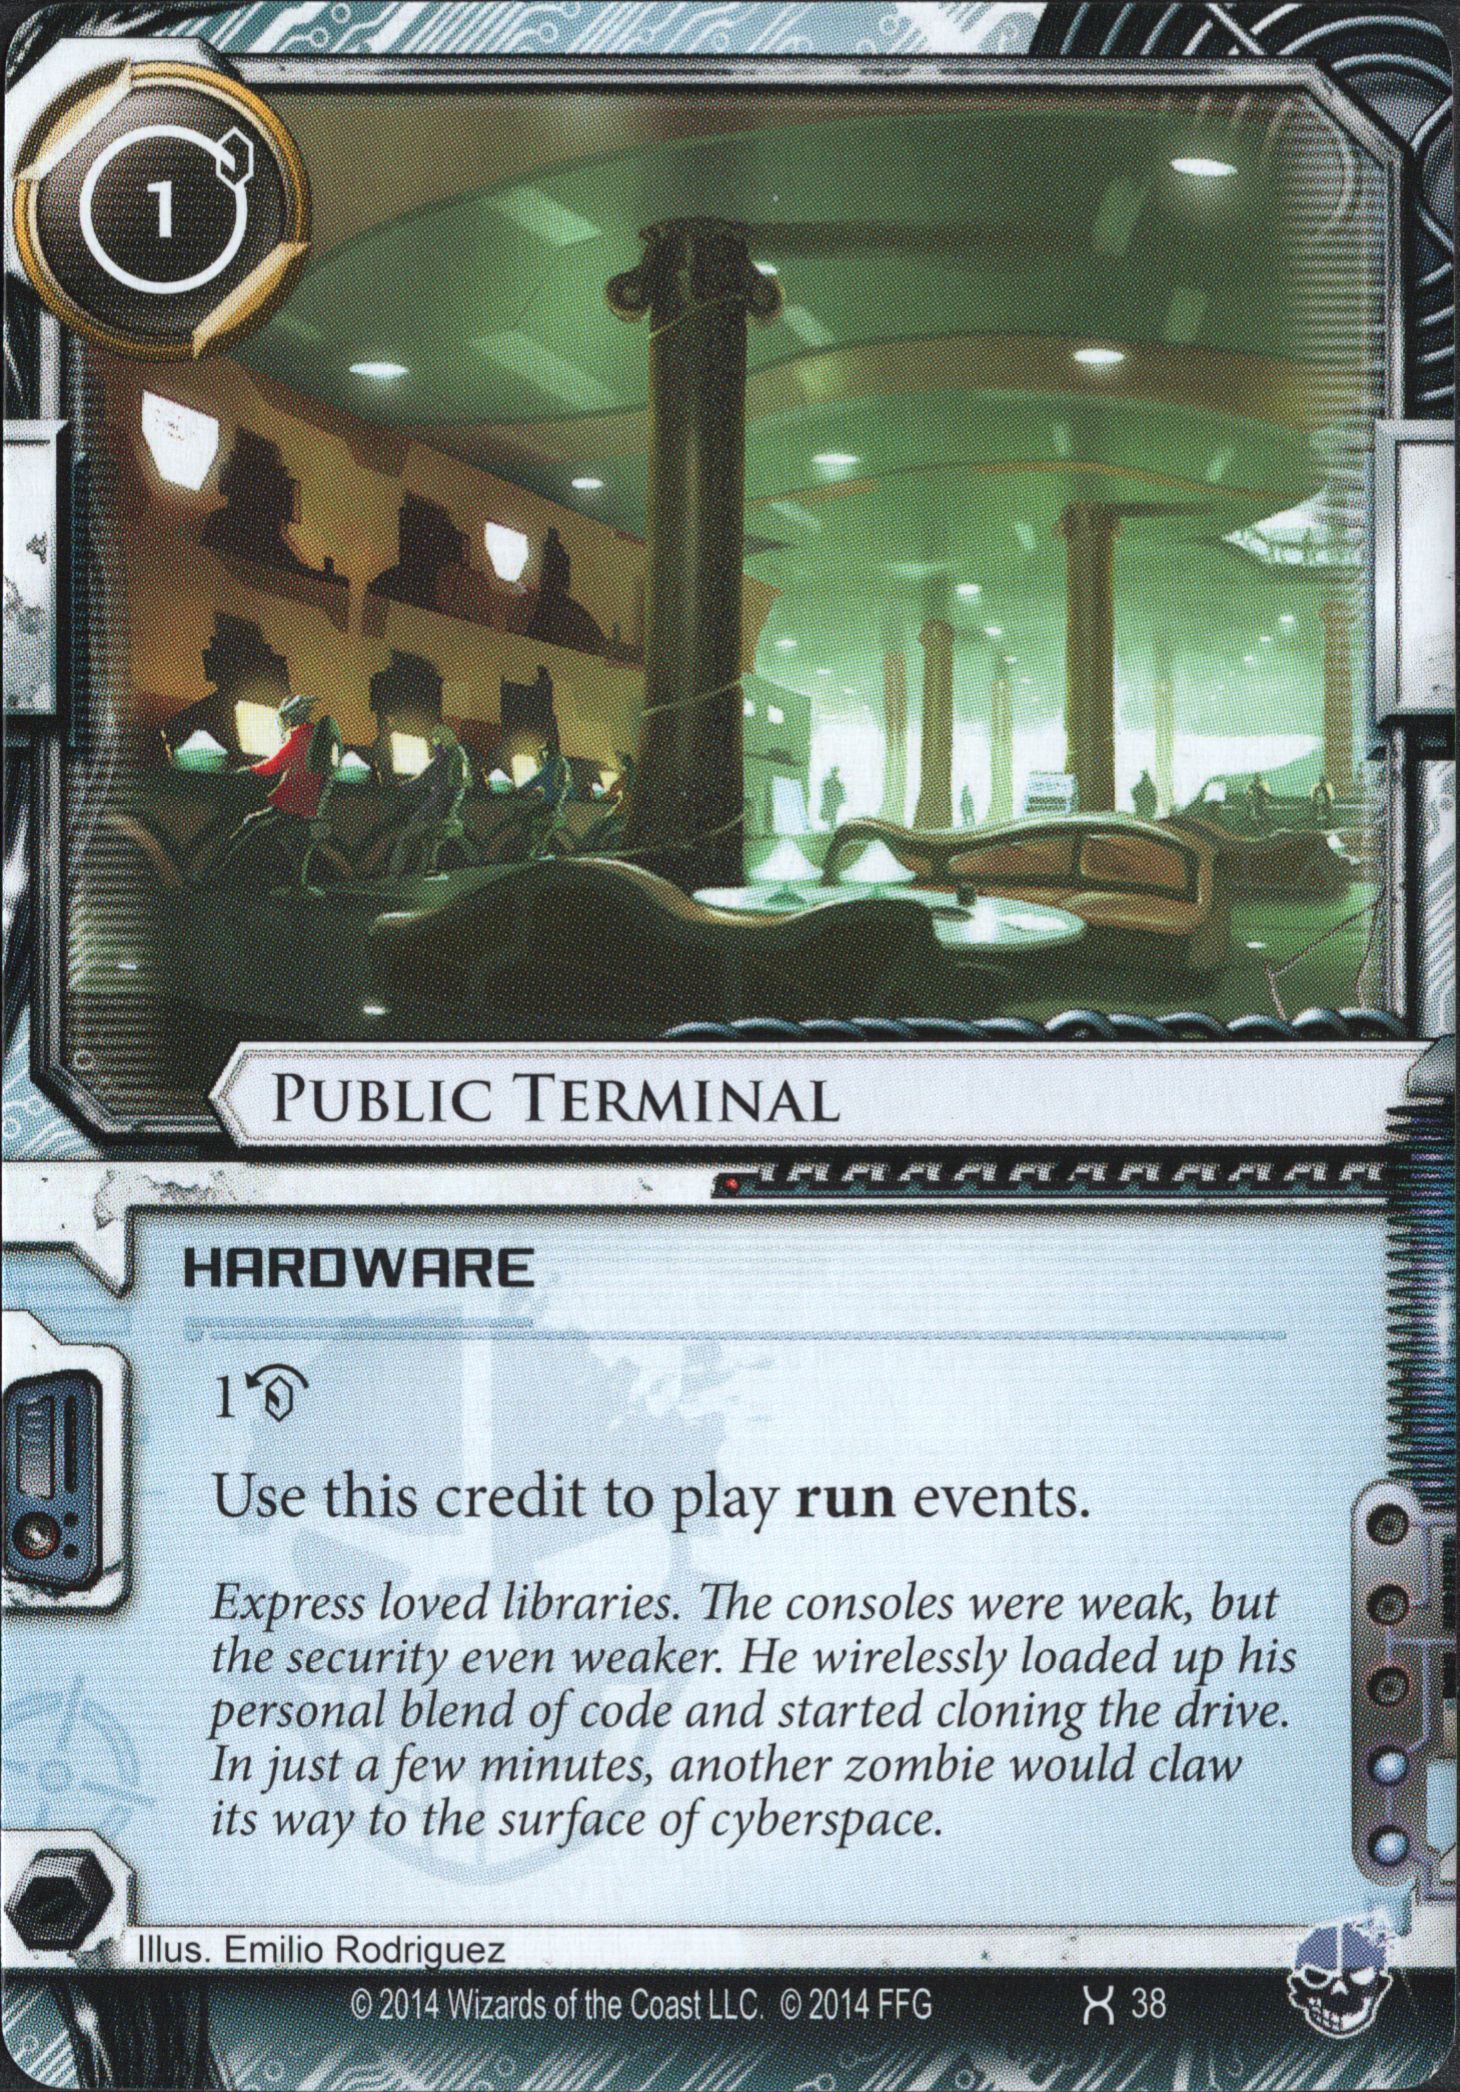 1
PUBLIC TERMINAL
HARDWARE
1
Use this credit to play run events.
Express loved libraries. The consoles were weak, but
the security even weaker. He wirelessly loaded up his
personal blend of code and started cloning the drive.
In just a few minutes, another zombie would claw
its way to the surface of cyberspace.
Illus. Emilio Rodriguez
© 2014 Wizards of the Coast LLC. © 2014 FFG 38